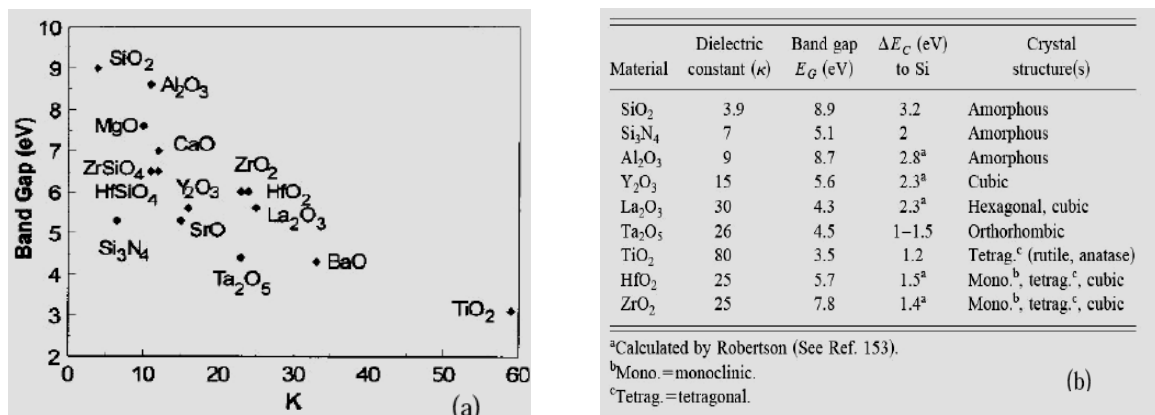 10
9
8
7
6
5
4
3
2
Band Gap (eV)
SiO2
Al2O3
MgO
CaO
ZrSiO4
ZrO2
HfSiO4
Y2O3
HfO2
La2O3
SrO
Si3N4
Ta2O5
BaO
TiO2
0 10 20 30 40 50 60
K
(a)
Dielectric Band gap ΔEC (eV) Crystal
Material constant (κ) EG (eV) to Si structure(s)
SiO2 3.9 8.9 3.2 Amorphous
Si3N4 7 5.1 2 Amorphous
Al2O3 9 8.7 2.8a Amorphous
Y2O3 15 5.6 2.3a Cubic
La2O3 30 4.3 2.3a Hexagonal, cubic
Ta2O5 26 4.5 1–1.5 Orthorhombic
TiO2 80 3.5 1.2 Tetrag.c (rutile, anatase)
HfO2 25 5.7 1.5a Mono.b, tetrag.c, cubic
ZrO2 25 7.8 1.4a Mono.b, tetrag.c, cubic
aCalculated by Robertson (See Ref. 153).
bMono.=monoclinic.
cTetrag.=tetragonal.
(b)